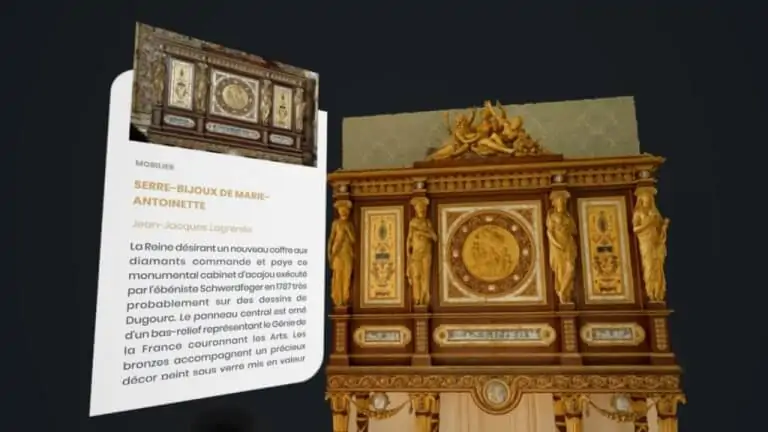 MOBILIER
SERRE-BIJOUX DE MARIE-
ANTOINETTE
Jean-Jacques Lagrenée
La Reine désirant un nouveau coffre aux
diamants commande et paye ce
monumental cabinet d'acajou exécuté
par l'ébéniste Schwerdfeger en 1787 très
probablement sur des dessins de
Dugourc. Le panneau central est orné
d'un bas-relief représentant le Génie de
la France couronnant les Arts. Les
bronzes accompagnent un précieux
décor peint sous verre mis en valeur